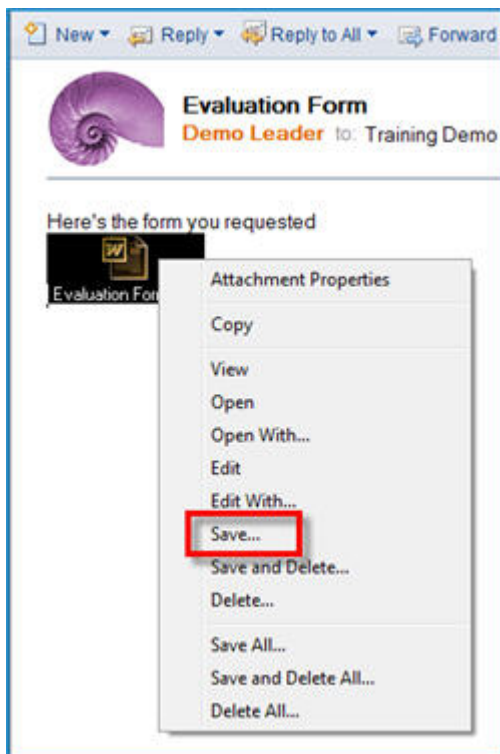 New Reply Reply to All Forward
Evaluation Form
Demo Leader to: Training Demo
Here's the form you requested
W
Evaluation For
Attachment Properties
Copy
View
Open
Open With...
Edit
Edit With...
Save...
Save and Delete...
Delete...
Save All...
Save and Delete All...
Delete All...